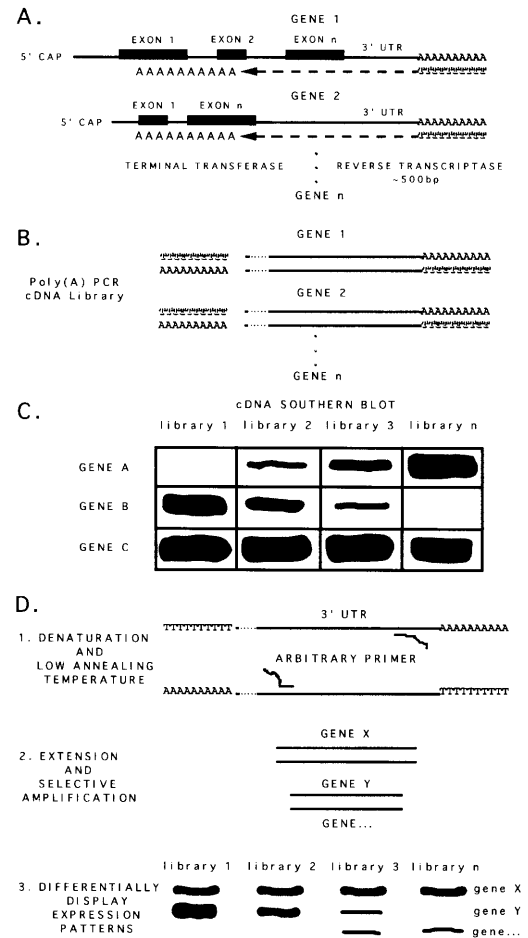 A.
GENE 1
EXON 1 EXON 2 EXON n 3' UTR
5' CAP AAAAAAAAAA
AAAAAAAAAA
GENE 2
EXON 1 EXON n 3' UTR
5' CAP AAAAAAAAAA
AAAAAAAAAA
TERMINAL TRANSFERASE REVERSE TRANSCRIPTASE
~500bp
GENE n
B.
GENE 1
AAAAAAAAAA
Poly(A) PCR AAAAAAAAAA
cDNA Library
GENE 2
AAAAAAAAAA
AAAAAAAAAA
GENE n
C.
cDNA SOUTHERN BLOT
library 1 library 2 library 3 library n
GENE A
GENE B
GENE C
D.
3' UTR
TTTTTTTTTT AAAAAAAAAA
1. DENATURATION
AND
LOW ANNEALING
TEMPERATURE
ARBITRARY PRIMER
AAAAAAAAAA TTTTTTTTTT
GENE X
2. EXTENSION
AND
SELECTIVE
AMPLIFICATION
GENE Y
GENE...
library 1 library 2 library 3 library n
3. DIFFERENTIALLY
DISPLAY
EXPRESSION
PATTERNS
gene X
gene Y
gene...